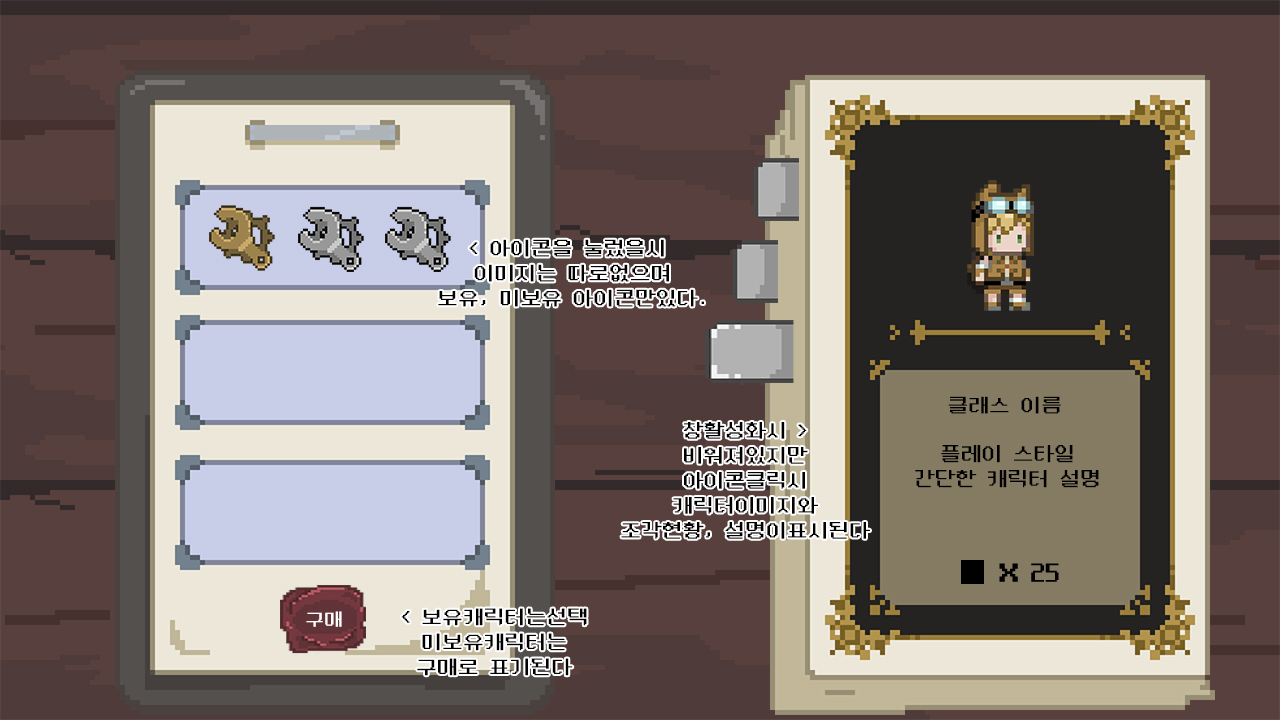 < 아이콘을 눌렀을시
이미지는 따로없으며
보유, 미보유 아이콘만있다.
구매
< 보유캐릭터는선택
미보유캐릭터는
구매로 표기된다
창활성화시 >
비워져있지만
아이콘클릭시
캐릭터이미지와
조각현황, 설명이표시된다
클래스 이름
플레이 스타일
간단한 캐릭터 설명
X 25